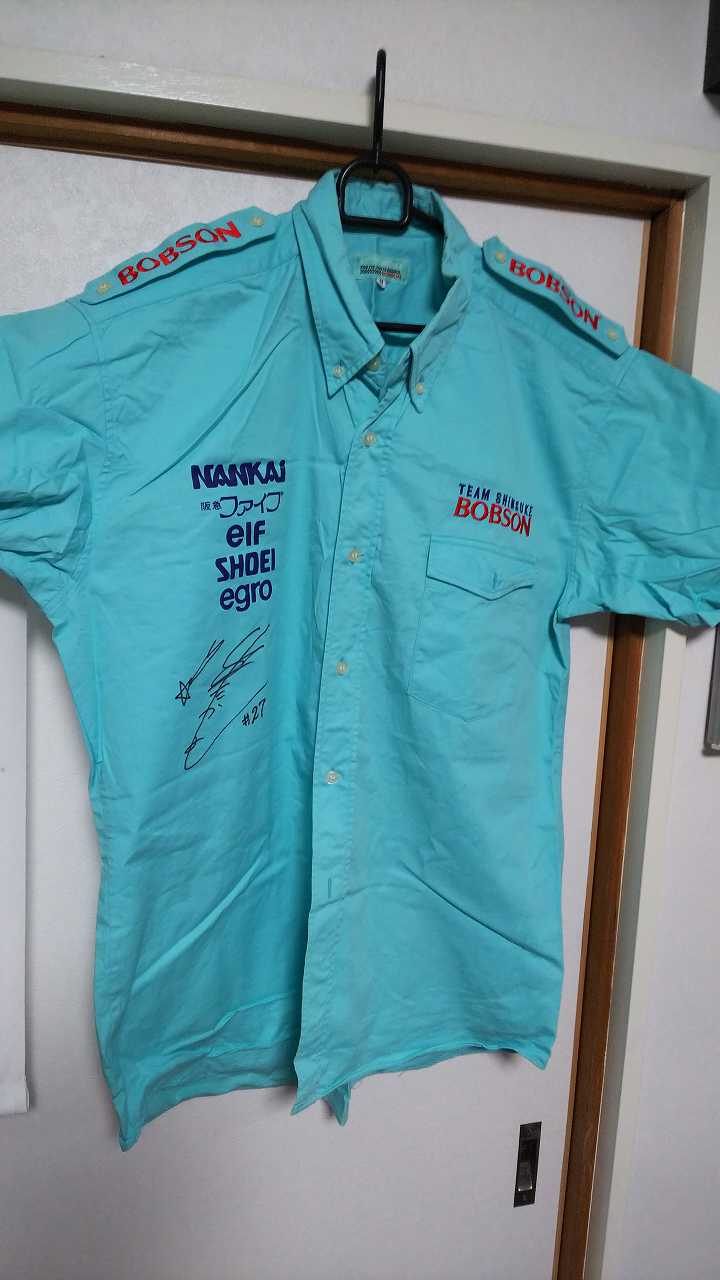 BOBSON
BOBSON
NANKAI
阪急ファイブ
elf
SHOEI
egro
TEAM SHINSUKE
BOBSON
#27